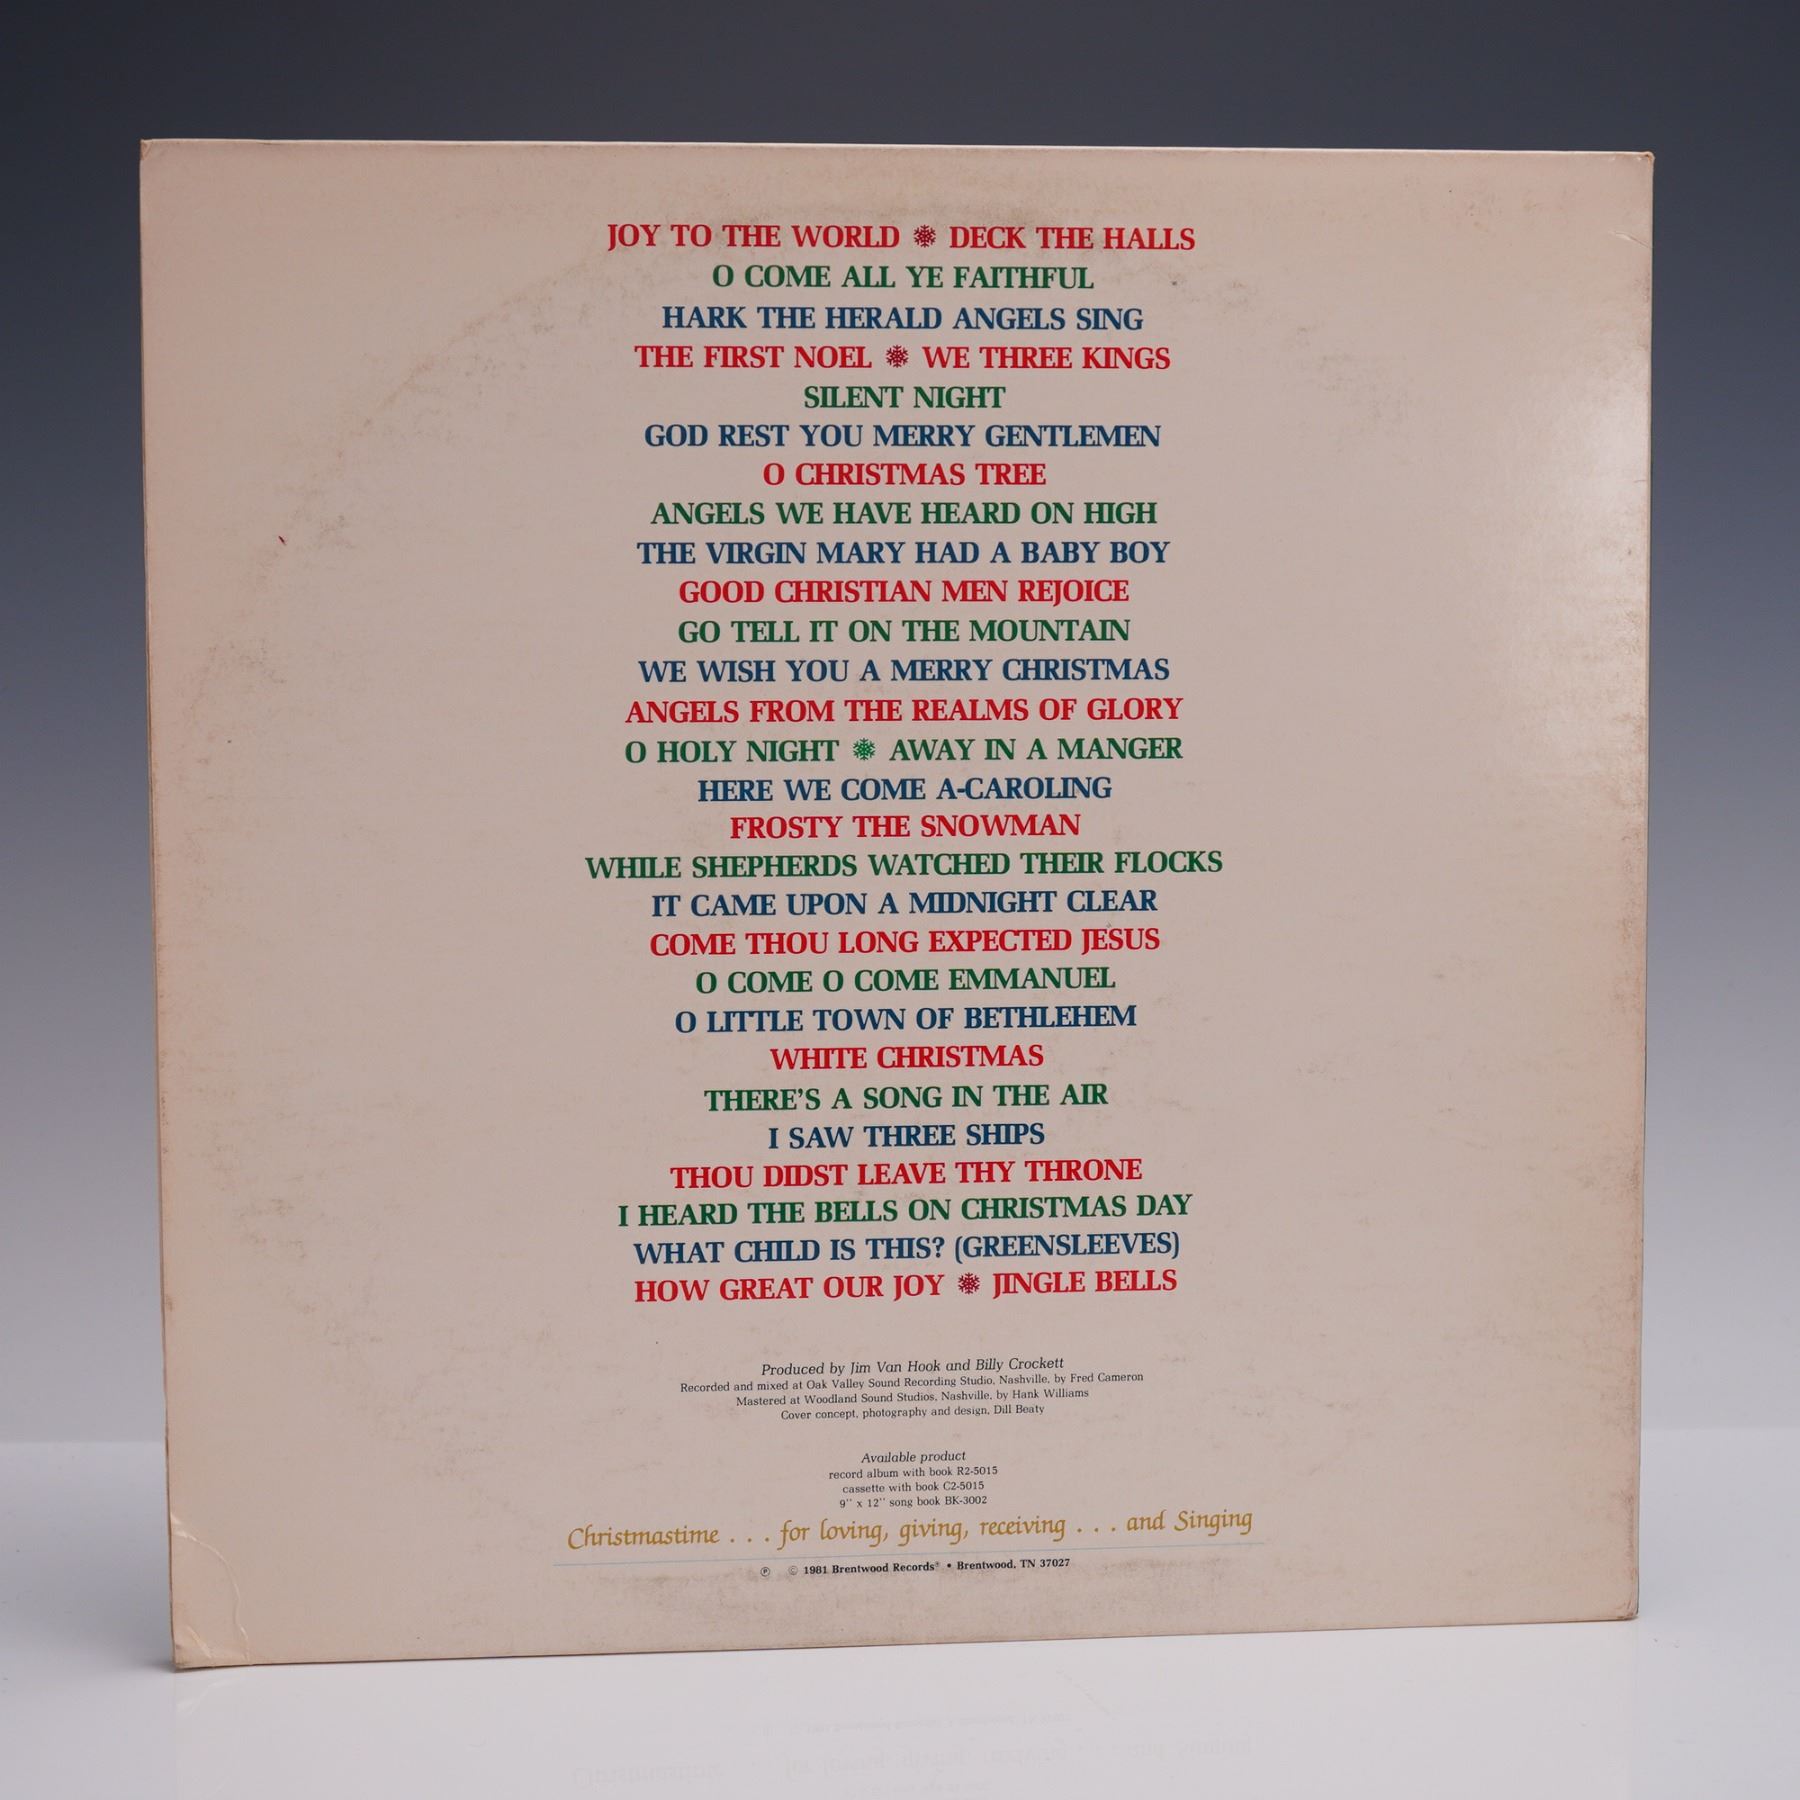 JOY TO THE WORLD ❄ DECK THE HALLS
O COME ALL YE FAITHFUL
HARK THE HERALD ANGELS SING
THE FIRST NOEL ❄ WE THREE KINGS
SILENT NIGHT
GOD REST YOU MERRY GENTLEMEN
O CHRISTMAS TREE
ANGELS WE HAVE HEARD ON HIGH
THE VIRGIN MARY HAD A BABY BOY
GOOD CHRISTIAN MEN REJOICE
GO TELL IT ON THE MOUNTAIN
WE WISH YOU A MERRY CHRISTMAS
ANGELS FROM THE REALMS OF GLORY
O HOLY NIGHT ❄ AWAY IN A MANGER
HERE WE COME A-CAROLING
FROSTY THE SNOWMAN
WHILE SHEPHERDS WATCHED THEIR FLOCKS
IT CAME UPON A MIDNIGHT CLEAR
COME THOU LONG EXPECTED JESUS
O COME O COME EMMANUEL
O LITTLE TOWN OF BETHLEHEM
WHITE CHRISTMAS
THERE'S A SONG IN THE AIR
I SAW THREE SHIPS
THOU DIDST LEAVE THY THRONE
I HEARD THE BELLS ON CHRISTMAS DAY
WHAT CHILD IS THIS? (GREENSLEEVES)
HOW GREAT OUR JOY ❄ JINGLE BELLS
Produced by Jim Van Hook and Billy Crockett
Recorded and mixed at Oak Valley Sound Recording Studio, Nashville, by Fred Cameron
Mastered at Woodland Sound Studios, Nashville, by Hank Williams
Cover concept, photography and design, Dill Beaty
Available product
record album with book R2-5015
cassette with book C2-5015
9'' x 12'' song book BK-3002
Christmastime . . . for loving, giving, receiving . . . and Singing
℗ © 1981 Brentwood Records® • Brentwood, TN 37027